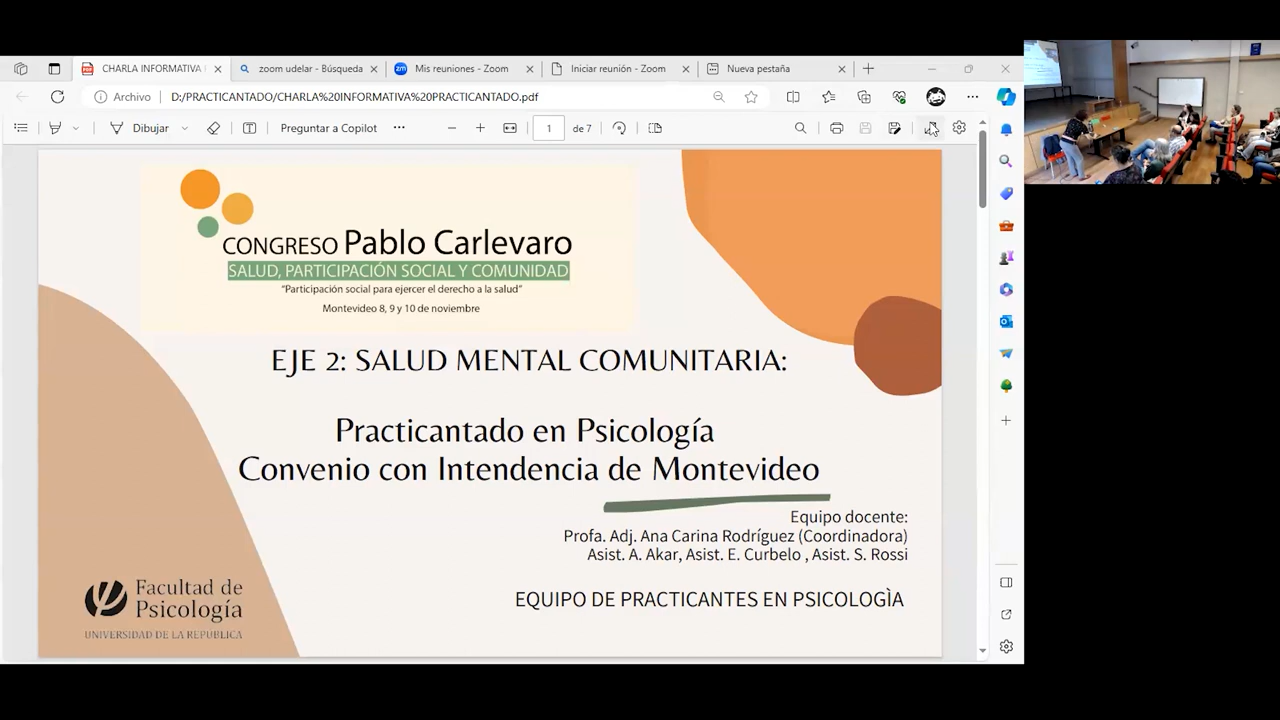 CHARLA INFORMATIVA
zoom udelar - Búsqueda
Mis reuniones - Zoom
Iniciar reunión - Zoom
Nueva pestaña
Archivo
D:/PRACTICANTADO/CHARLA%20INFORMATIVA%20PRACTICANTADO.pdf
Dibujar
Preguntar a Copilot
1
de 7
CONGRESO Pablo Carlevaro
SALUD, PARTICIPACIÓN SOCIAL Y COMUNIDAD
“Participación social para ejercer el derecho a la salud”
Montevideo 8, 9 y 10 de noviembre
EJE 2: SALUD MENTAL COMUNITARIA:
Practicantado en Psicología
Convenio con Intendencia de Montevideo
Equipo docente:
Profa. Adj. Ana Carina Rodríguez (Coordinadora)
Asist. A. Akar, Asist. E. Curbelo , Asist. S. Rossi
EQUIPO DE PRACTICANTES EN PSICOLOGÌA
Facultad de
Psicología
UNIVERSIDAD DE LA REPUBLICA